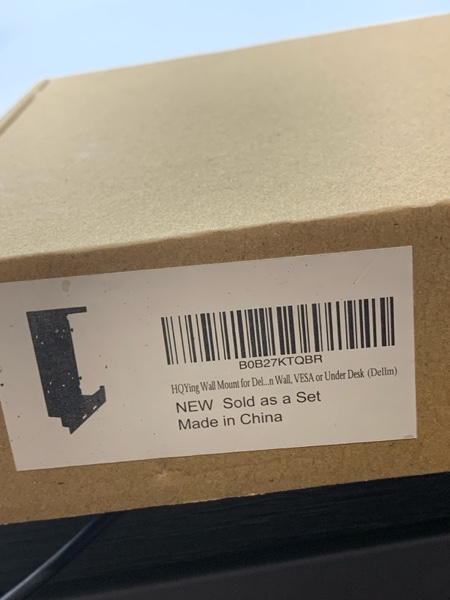 B0B27KTQBR
HQYing Wall Mount for Del...n Wall, VESA or Under Desk (Dellm)
NEW Sold as a Set
Made in China